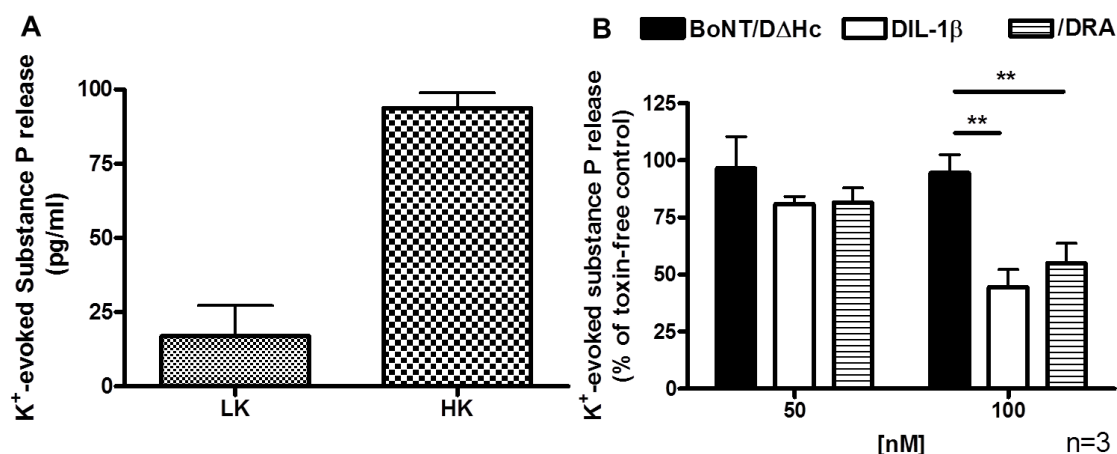 A
K⁺-evoked Substance P release
(pg/ml)
100
75
50
25
0
LK
HK
B
BoNT/DΔHc DIL-1β /DRA
K⁺-evoked substance P release
(% of toxin-free control)
125
100
75
50
25
0
**
**
50
100
[nM]
n=3